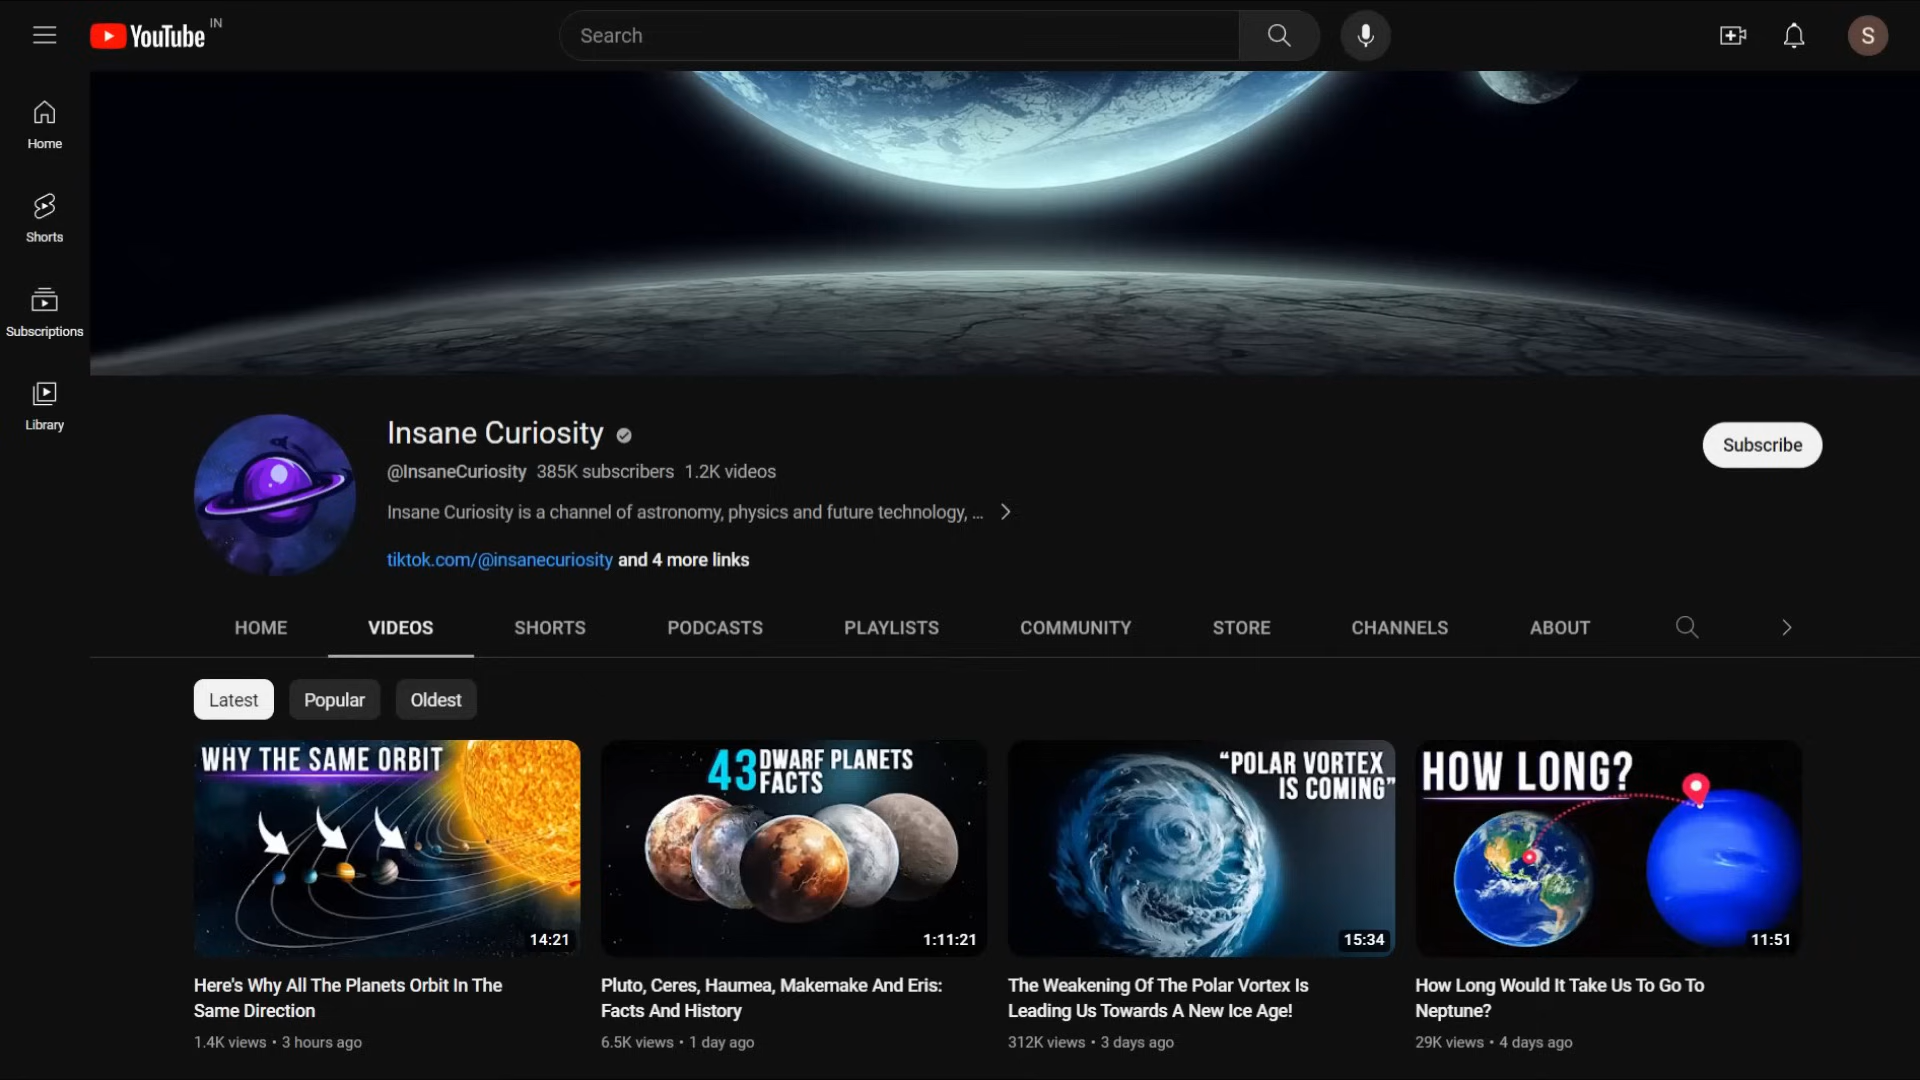 YouTube IN
Search
S
Home
Shorts
Subscriptions
Library
Insane Curiosity
@InsaneCuriosity 385K subscribers 1.2K videos
Insane Curiosity is a channel of astronomy, physics and future technology, ...
tiktok.com/@insanecuriosity and 4 more links
Subscribe
HOME VIDEOS SHORTS PODCASTS PLAYLISTS COMMUNITY STORE CHANNELS ABOUT
Latest Popular Oldest
WHY THE SAME ORBIT
14:21
Here's Why All The Planets Orbit In The
Same Direction
1.4K views • 3 hours ago
43 DWARF PLANETS
FACTS
1:11:21
Pluto, Ceres, Haumea, Makemake And Eris:
Facts And History
6.5K views • 1 day ago
“POLAR VORTEX
IS COMING”
15:34
The Weakening Of The Polar Vortex Is
Leading Us Towards A New Ice Age!
312K views • 3 days ago
HOW LONG?
11:51
How Long Would It Take Us To Go To
Neptune?
29K views • 4 days ago